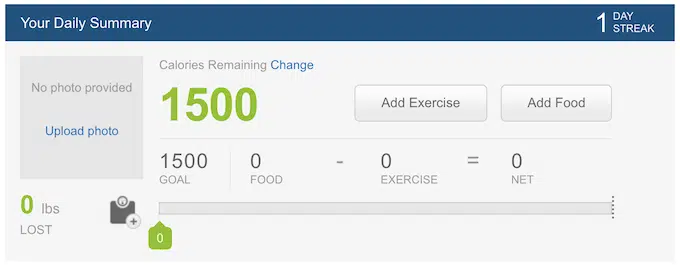 Your Daily Summary
1 DAY STREAK
No photo provided
Upload photo
Calories Remaining Change
1500
Add Exercise
Add Food
1500 0 - 0 = 0
GOAL FOOD EXERCISE NET
0 lbs
LOST
0